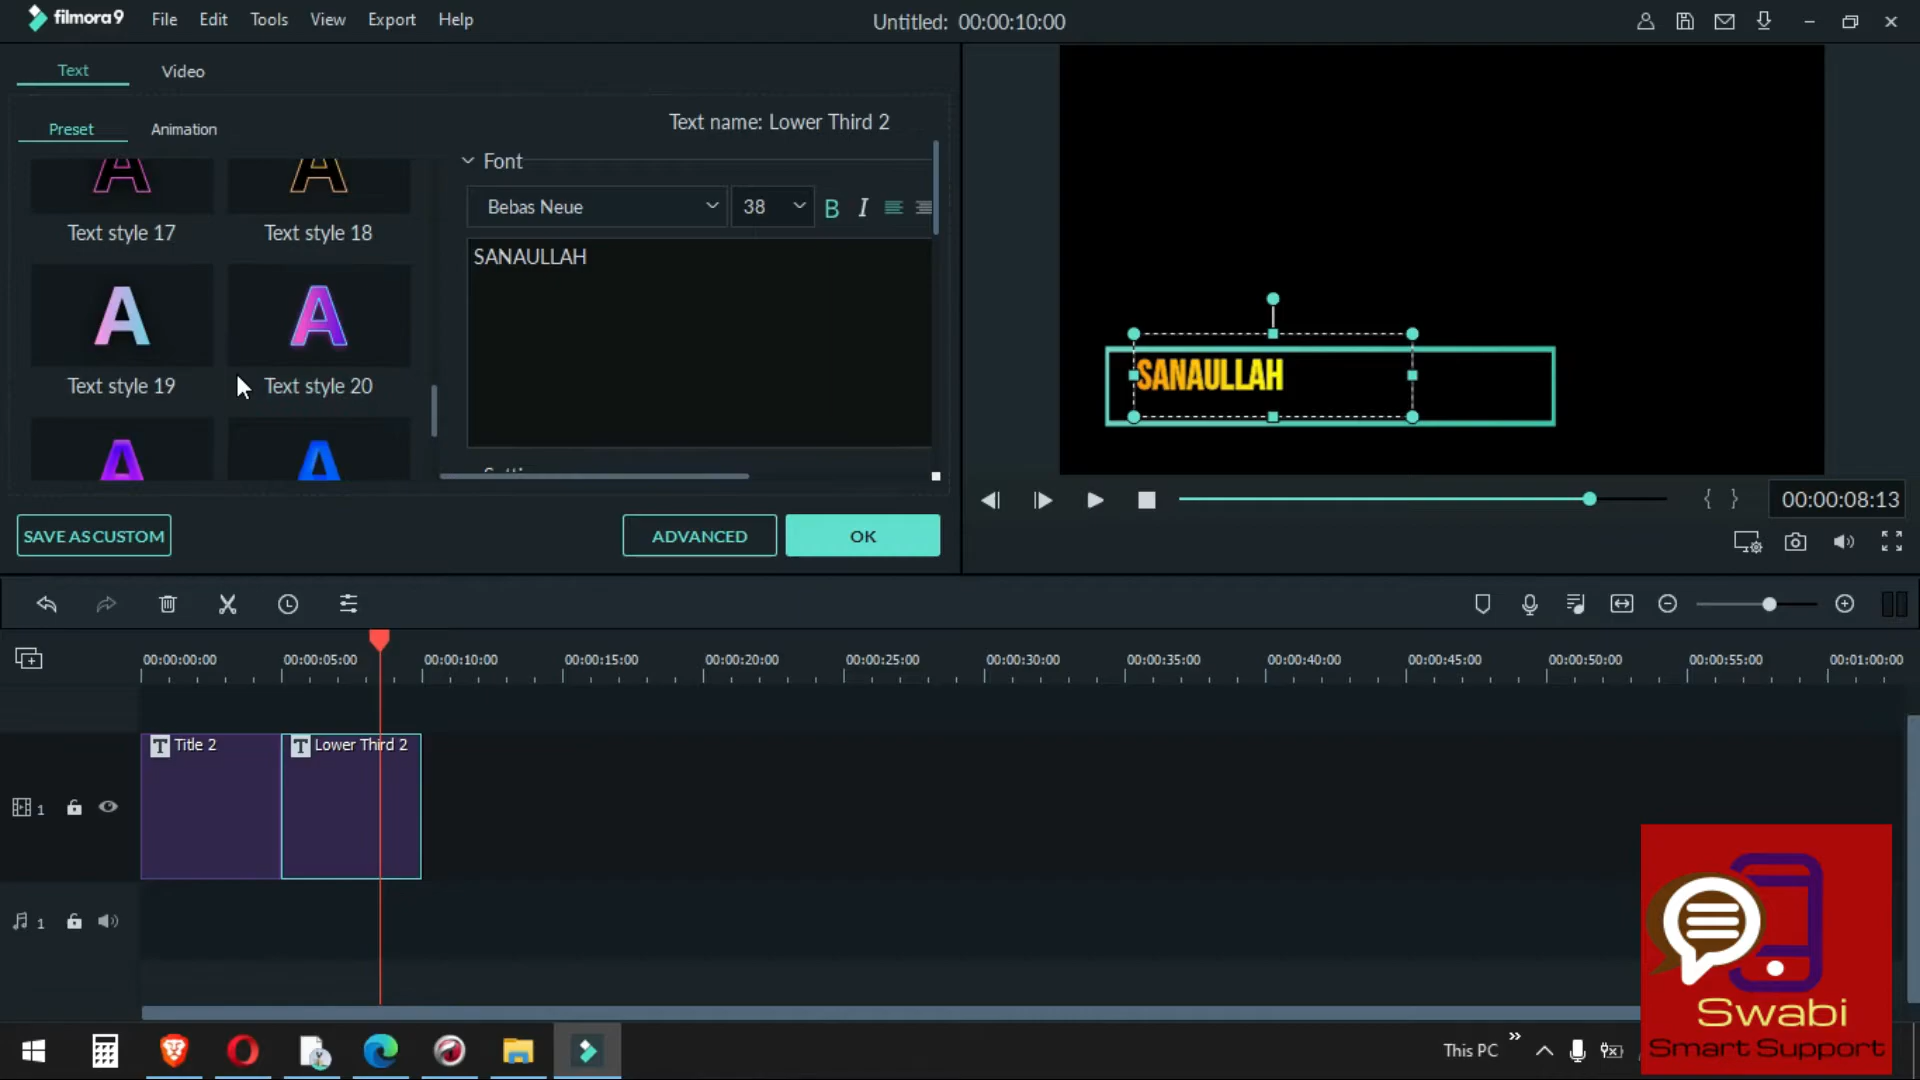 filmora9 File Edit Tools View Export Help Untitled: 00:00:10:00
Text Video
Preset Animation Text name: Lower Third 2
Font
A A
Bebas Neue 38 B I
Text style 17 Text style 18
SANAULLAH
A A
Text style 19 Text style 20
SANAULLAH
A A
00:00:08:13
SAVE AS CUSTOM ADVANCED OK
00:00:00:00 00:00:05:00 00:00:10:00 00:00:15:00 00:00:20:00 00:00:25:00 00:00:30:00 00:00:35:00 00:00:40:00 00:00:45:00 00:00:50:00 00:00:55:00 00:01:00:00
T Title 2 T Lower Third 2
1
1
Swabi
Smart Support
This PC